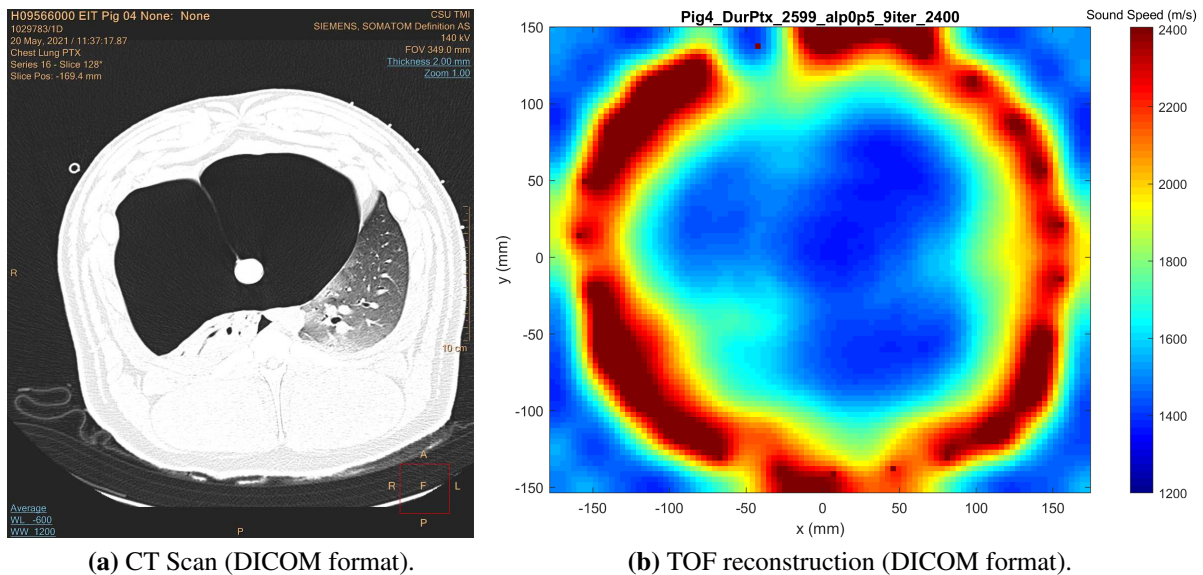 H09566000 EIT Pig 04 None:  None
1029783/1D
20 May, 2021 / 11:37:17.87
Chest Lung PTX
Series 16 - Slice 128*
Slice Pos: -169.4 mm
CSU TMI
SIEMENS, SOMATOM Definition AS
140 kV
FOV 349.0 mm
Thickness 2.00 mm
Zoom 1.00
R
10 cm
A
R F L
P
Average
WL  -600
WW 1200
P
(a) CT Scan (DICOM format).
Pig4_DurPtx_2599_alp0p5_9iter_2400
Sound Speed (m/s)
150
100
50
0
-50
-100
-150
y (mm)
-150 -100 -50 0 50 100 150
x (mm)
2400
2200
2000
1800
1600
1400
1200
(b) TOF reconstruction (DICOM format).